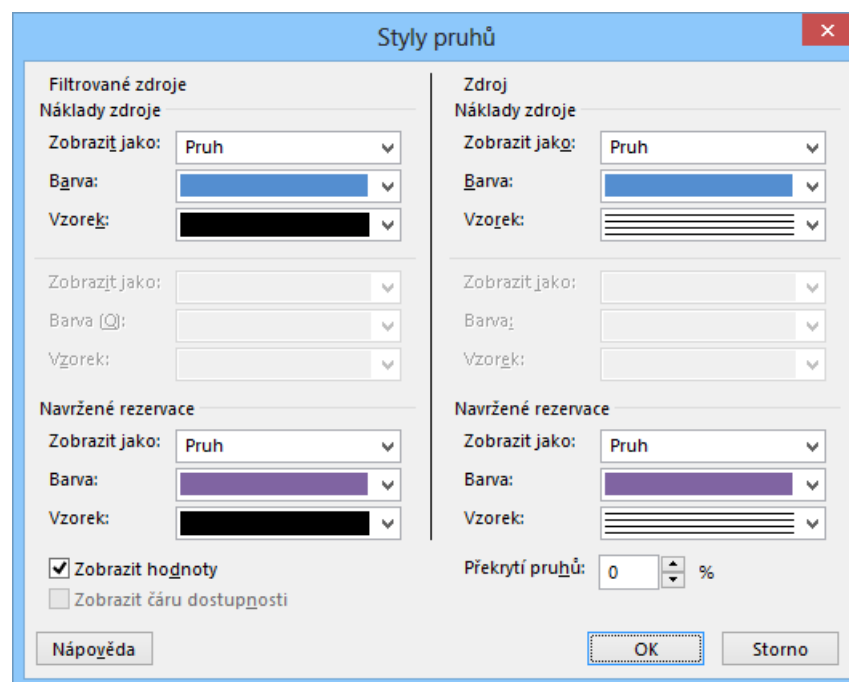 Styly pruhů
Filtrované zdroje
Náklady zdroje
Zobrazit jako: Pruh
Barva:
Vzorek:
Zobrazit jako:
Barva (Q):
Vzorek:
Navržené rezervace
Zobrazit jako: Pruh
Barva:
Vzorek:
Zobrazit hodnoty
Zobrazit čáru dostupnosti
Zdroj
Náklady zdroje
Zobrazit jako: Pruh
Barva:
Vzorek:
Zobrazit jako:
Barva:
Vzorek:
Navržené rezervace
Zobrazit jako: Pruh
Barva:
Vzorek:
Překrytí pruhů: 0 %
Nápověda OK Storno